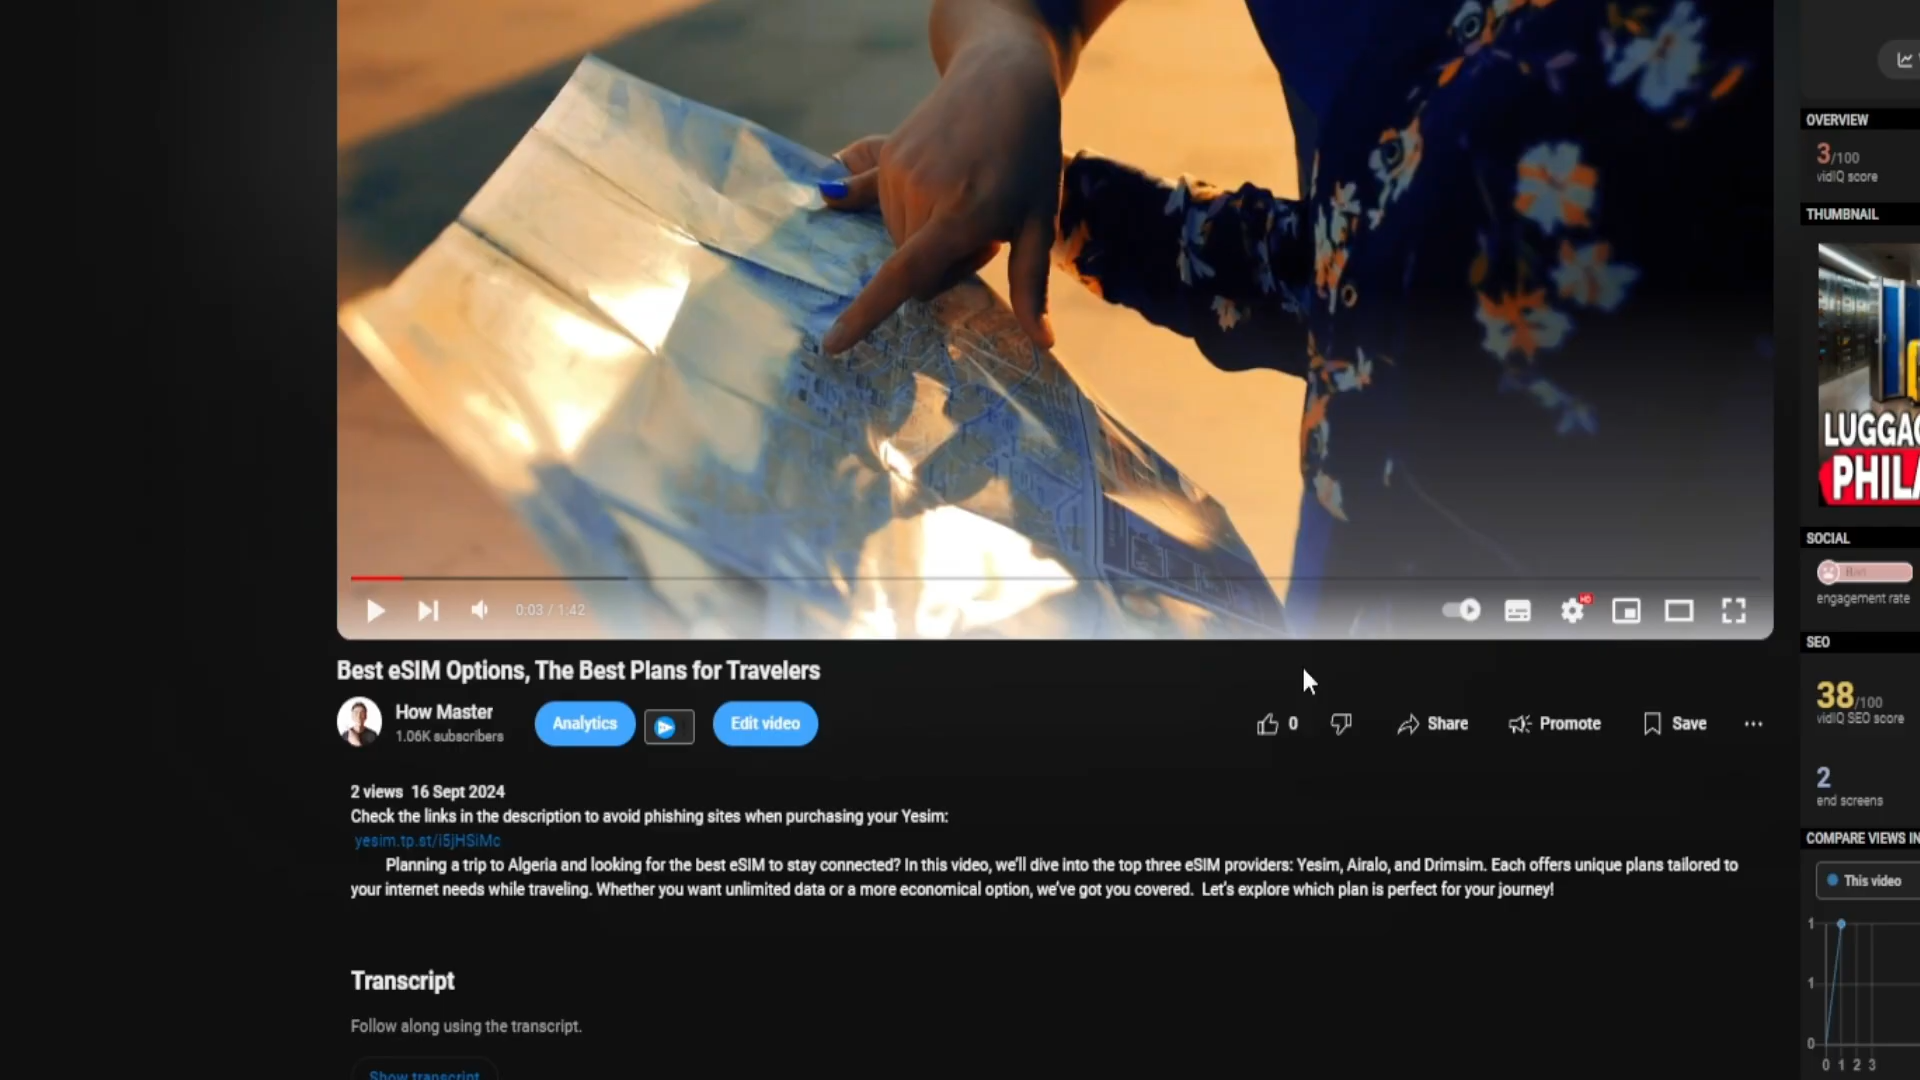 OVERVIEW
3/100
vidIQ score
THUMBNAIL
LUGGAG
PHILA
0:03 / 1:42
HD
SOCIAL
Bad
engagement rate
SEO
38/100
vidIQ SEO score
2
end screens
Best eSIM Options, The Best Plans for Travelers
How Master
1.06K subscribers
Analytics
Edit video
0
Share
Promote
Save
2 views 16 Sept 2024
Check the links in the description to avoid phishing sites when purchasing your Yesim:
yesim.tp.st/I5jHSiMc
Planning a trip to Algeria and looking for the best eSIM to stay connected? In this video, we'll dive into the top three eSIM providers: Yesim, Airalo, and Drimsim. Each offers unique plans tailored to
your internet needs while traveling. Whether you want unlimited data or a more economical option, we've got you covered. Let's explore which plan is perfect for your journey!
COMPARE VIEWS IN
This video
1
1
0
0 1 2 3
Transcript
Follow along using the transcript.
Show transcript